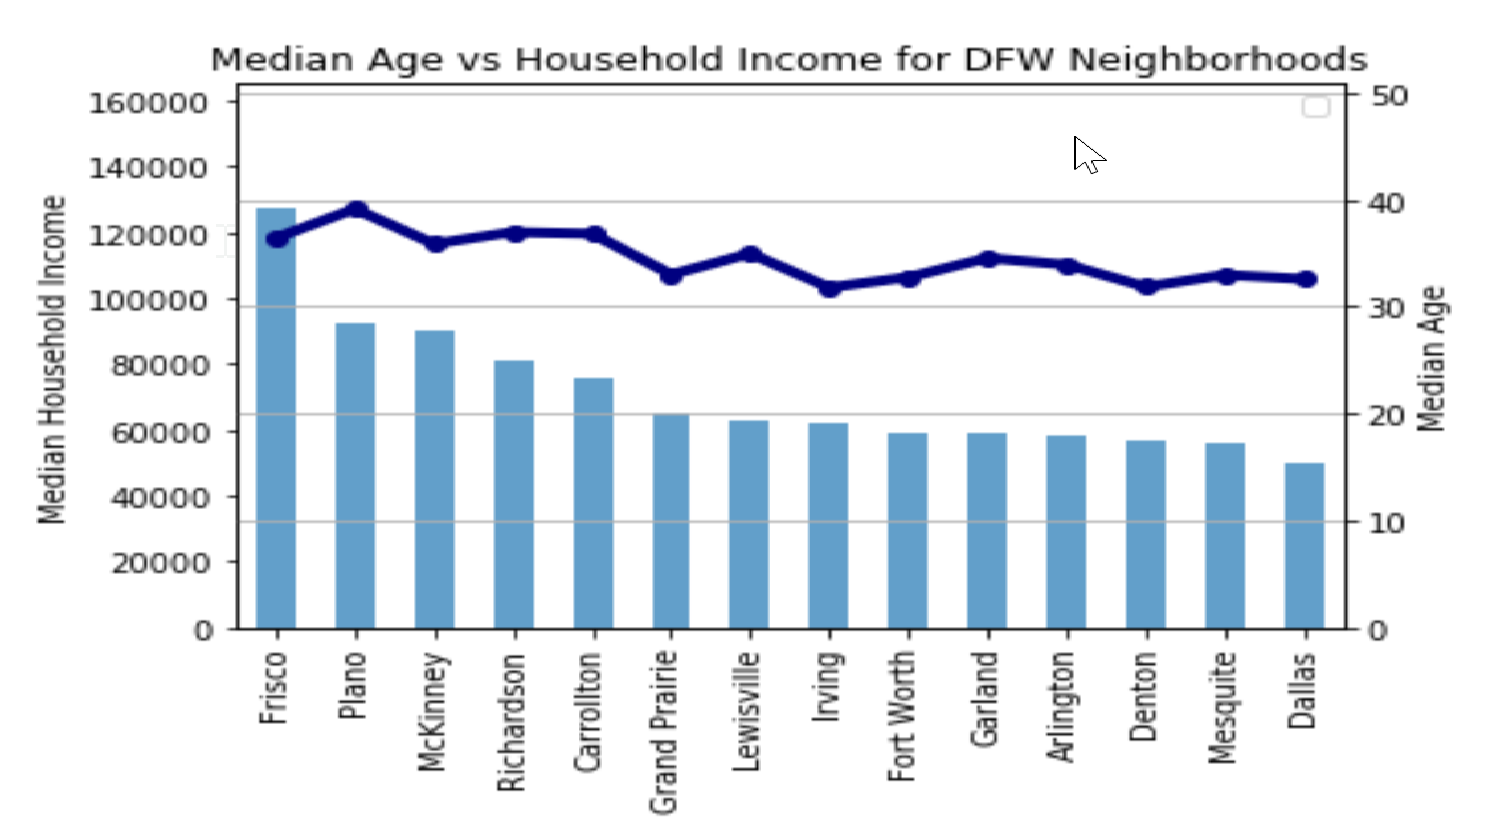 Median Age vs Household Income for DFW Neighborhoods
160000
140000
120000
100000
80000
60000
40000
20000
0
Median Household Income
50
40
30
20
10
0
Median Age
Frisco
Plano
McKinney
Richardson
Carrollton
Grand Prairie
Lewisville
Irving
Fort Worth
Garland
Arlington
Denton
Mesquite
Dallas